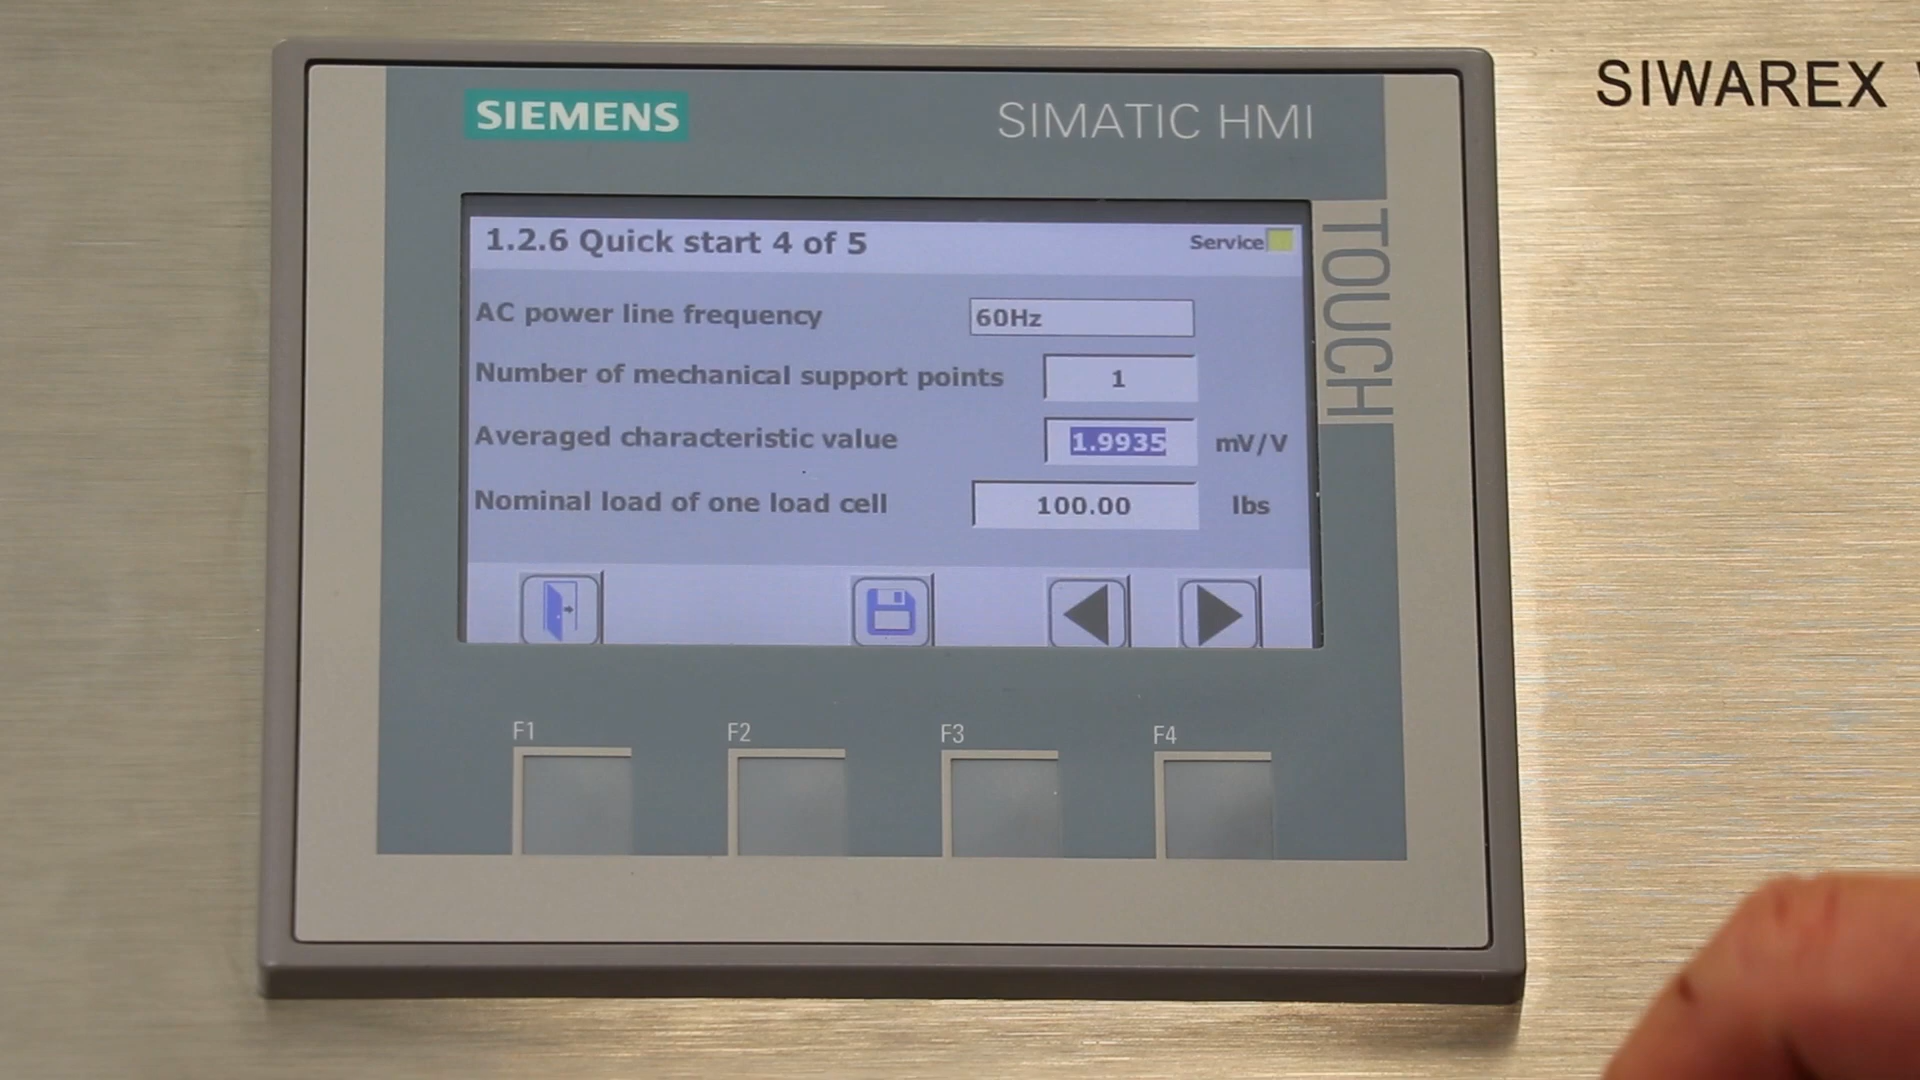 SIEMENS
SIMATIC HMI
SIWAREX
TOUCH
1.2.6 Quick start 4 of 5
Service
AC power line frequency 60Hz
Number of mechanical support points 1
Averaged characteristic value 1.9935 mV/V
Nominal load of one load cell 100.00 lbs
F1 F2 F3 F4